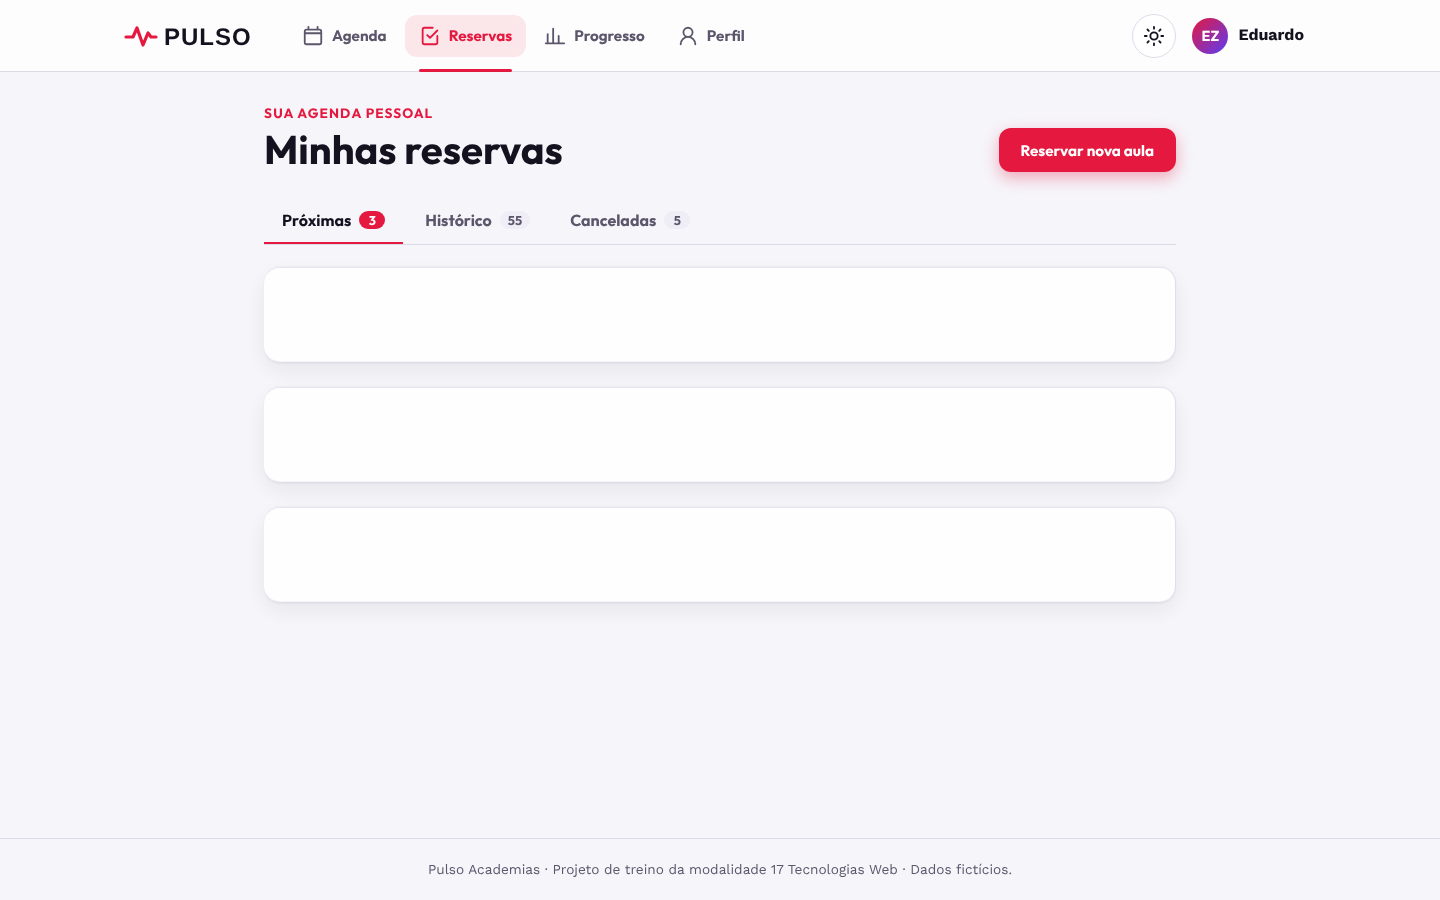 PULSO
Agenda
Reservas
Progresso
Perfil
EZ
Eduardo
SUA AGENDA PESSOAL
Minhas reservas
Reservar nova aula
Próximas 3
Histórico 55
Canceladas 5
Pulso Academias · Projeto de treino da modalidade 17 Tecnologias Web · Dados fictícios.